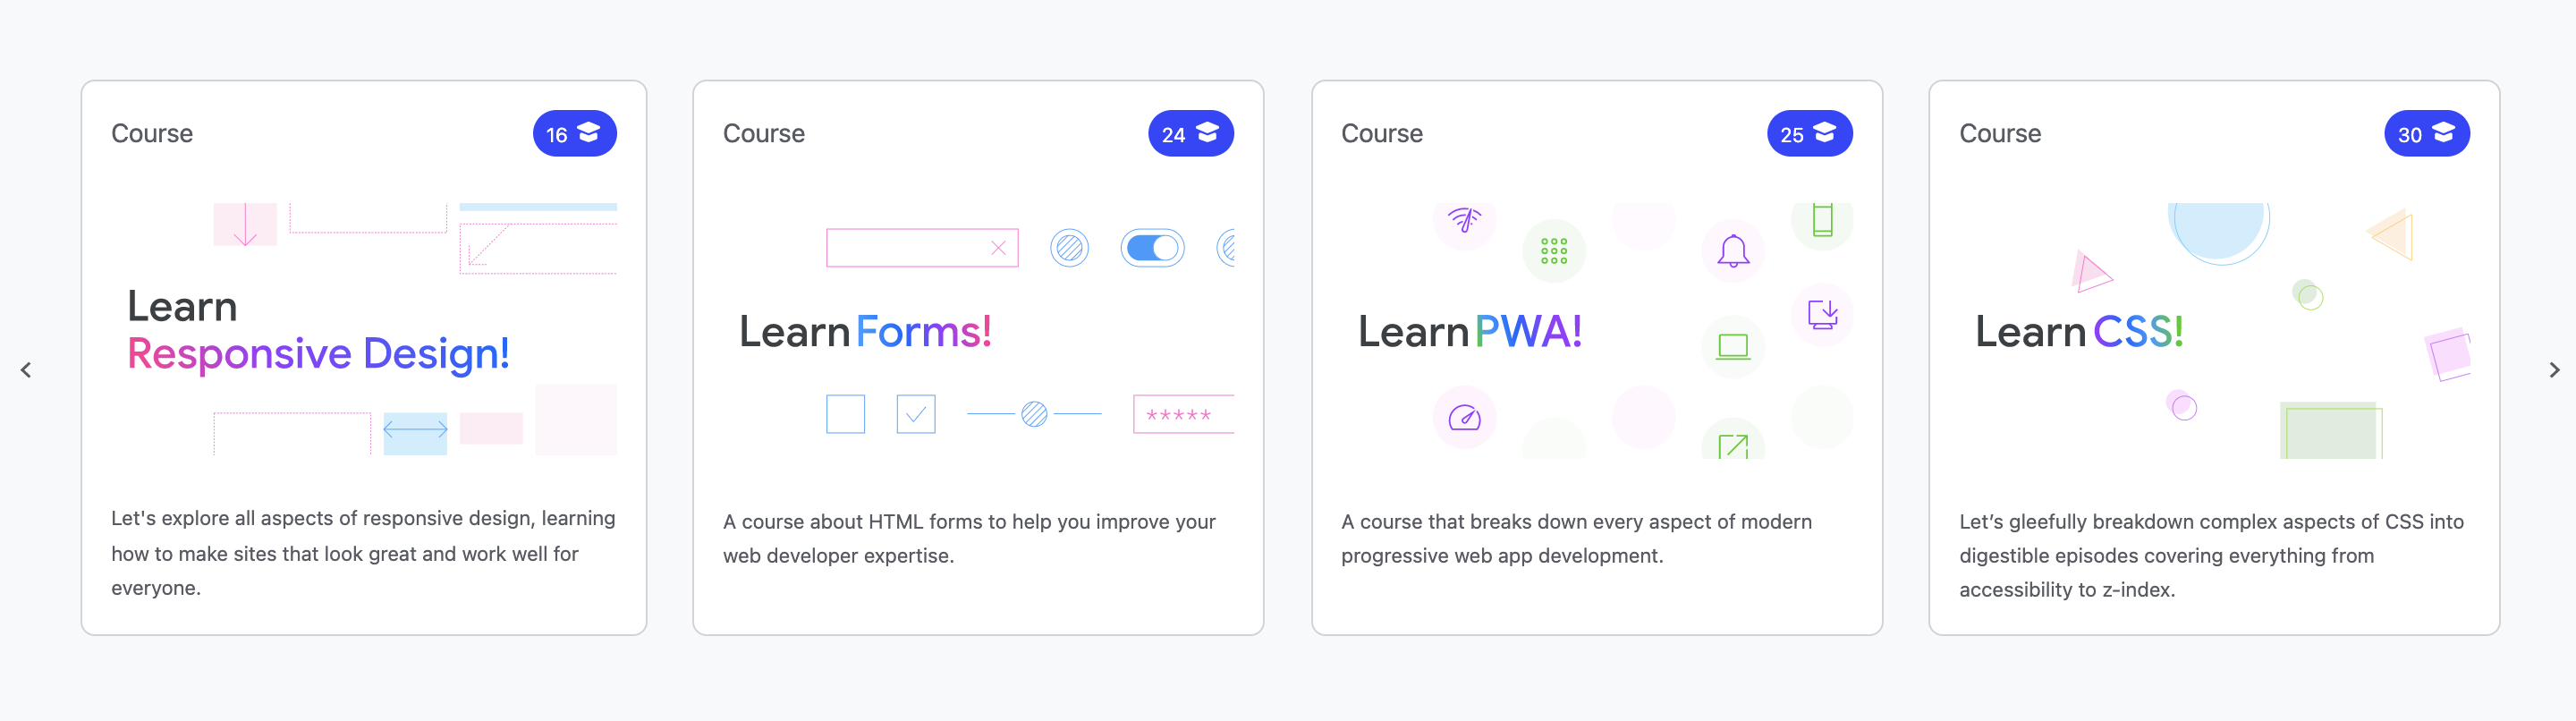 Course
16
Learn
Responsive Design!
Let's explore all aspects of responsive design, learning
how to make sites that look great and work well for
everyone.
Course
24
Learn Forms!
*****
A course about HTML forms to help you improve your
web developer expertise.
Course
25
Learn PWA!
A course that breaks down every aspect of modern
progressive web app development.
Course
30
Learn CSS!
Let’s gleefully breakdown complex aspects of CSS into
digestible episodes covering everything from
accessibility to z-index.